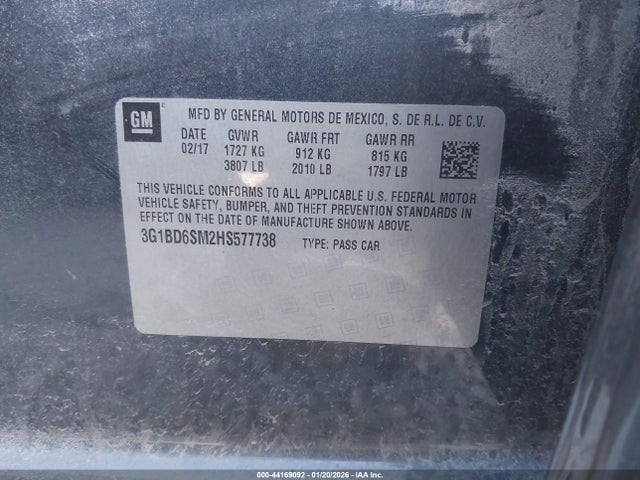 GM
MFD BY GENERAL MOTORS DE MEXICO, S. DE R.L. DE C.V.
DATE GVWR GAWR FRT GAWR RR
02/17 1727 KG 912 KG 815 KG
3807 LB 2010 LB 1797 LB
THIS VEHICLE CONFORMS TO ALL APPLICABLE U.S. FEDERAL MOTOR
VEHICLE SAFETY, BUMPER, AND THEFT PREVENTION STANDARDS IN
EFFECT ON THE DATE OF MANUFACTURE SHOWN ABOVE.
3G1BD6SM2HS577738 TYPE: PASS CAR
000-44169092 - 01/20/2026 - IAA Inc.